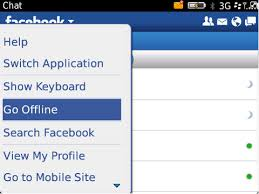 Chat
3G
facebook
Help
Switch Application
Show Keyboard
Go Offline
Search Facebook
View My Profile
Go to Mobile Site